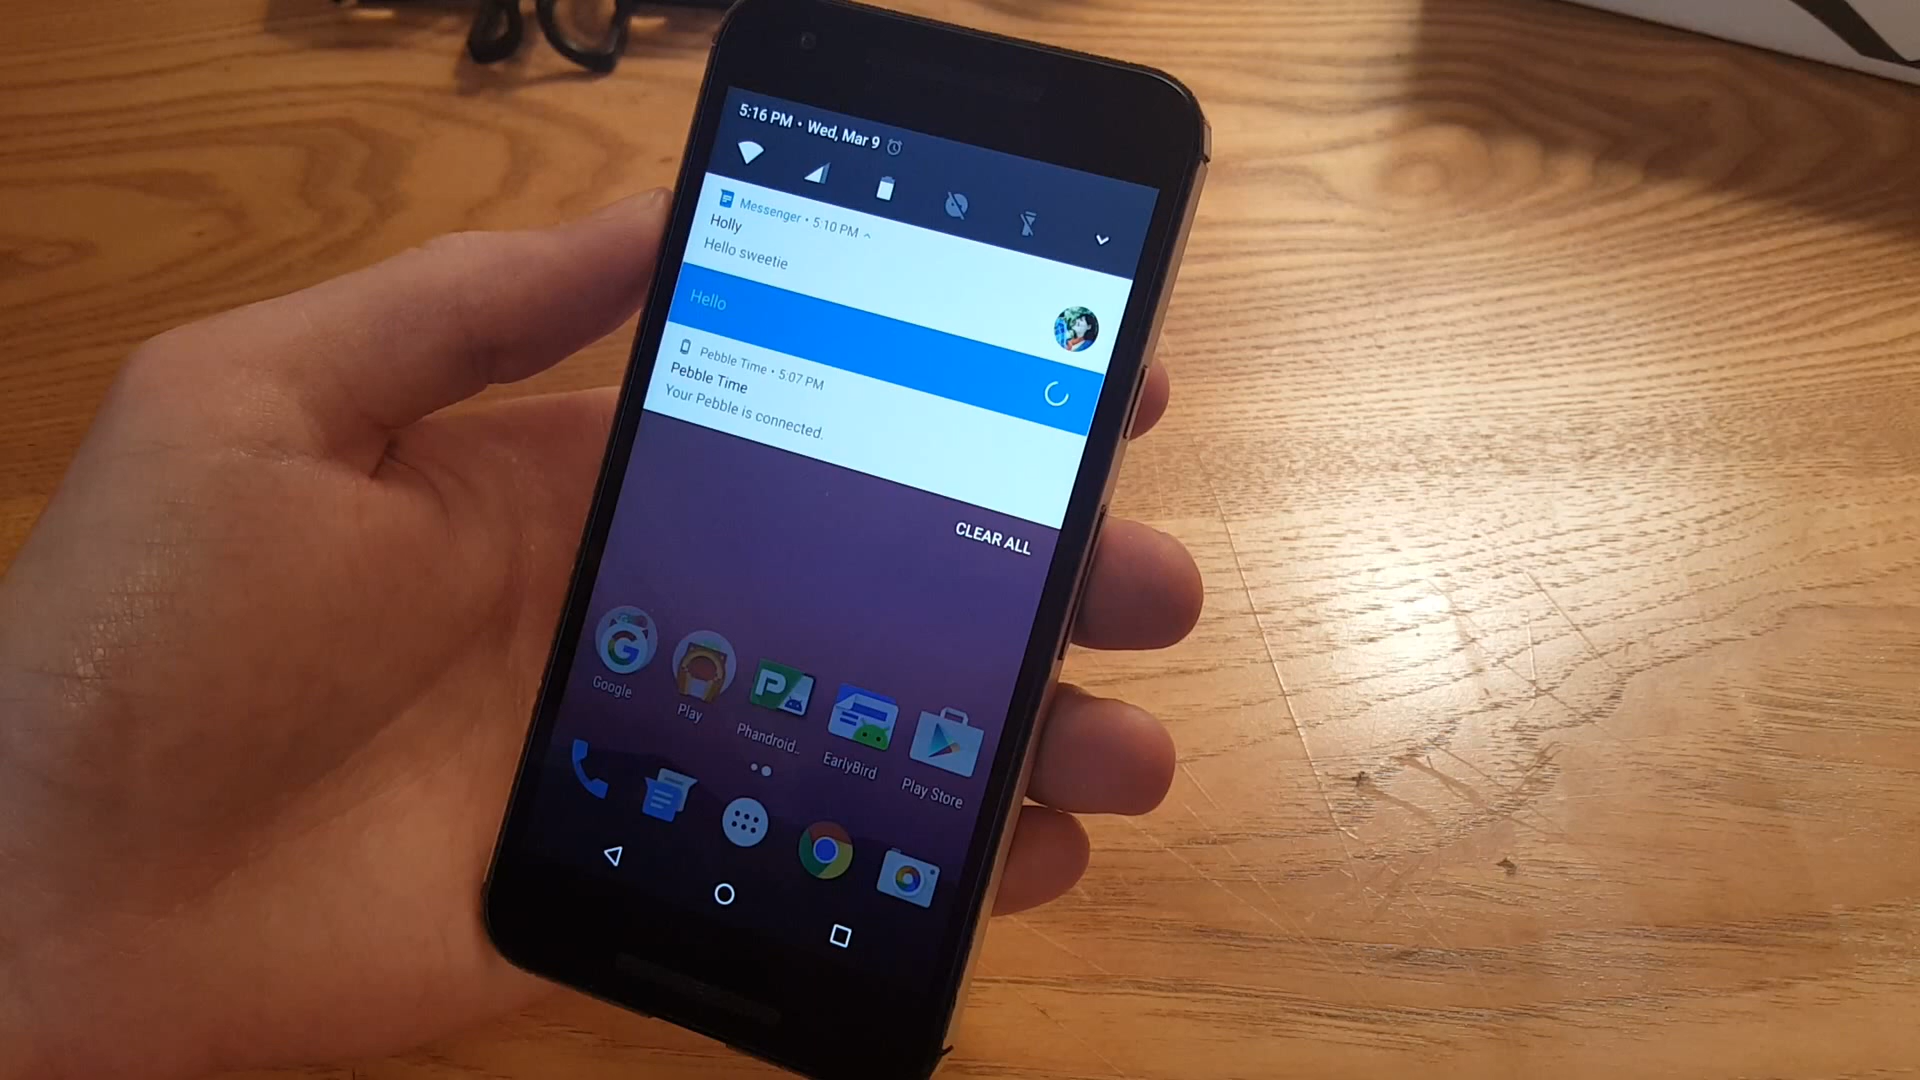 5:16 PM • Wed, Mar 9
Messenger • 5:10 PM
Holly
Hello sweetie
Hello
Pebble Time • 5:07 PM
Pebble Time
Your Pebble is connected.
CLEAR ALL
Google
Play
Phandroid..
EarlyBird
Play Store